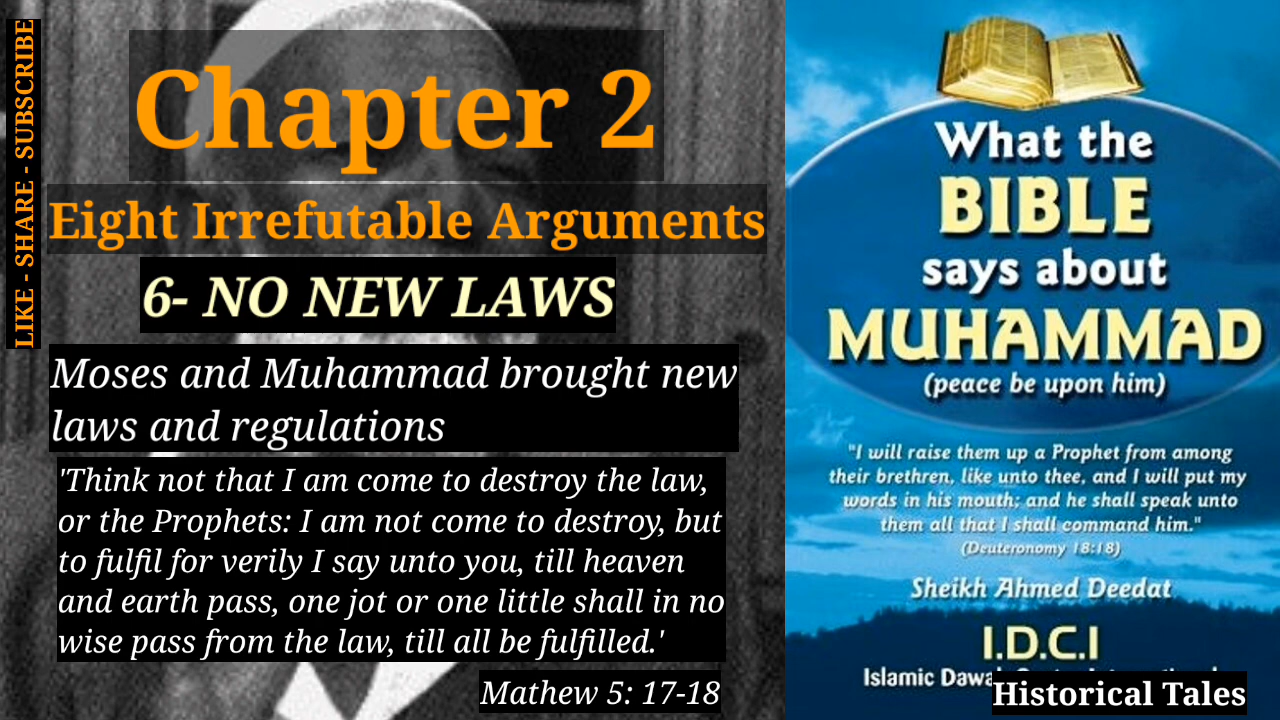 LIKE - SHARE - SUBSCRIBE
Chapter 2
Eight Irrefutable Arguments
6- NO NEW LAWS
Moses and Muhammad brought new
laws and regulations
'Think not that I am come to destroy the law,
or the Prophets: I am not come to destroy, but
to fulfil for verily I say unto you, till heaven
and earth pass, one jot or one little shall in no
wise pass from the law, till all be fulfilled.'
Mathew 5: 17-18
What the
BIBLE
says about
MUHAMMAD
(peace be upon him)
"I will raise them up a Prophet from among
their brethren, like unto thee, and I will put my
words in his mouth; and he shall speak unto
them all that I shall command him."
(Deuteronomy 18:18)
Sheikh Ahmed Deedat
I.D.C.I
Islamic
Historical Tales